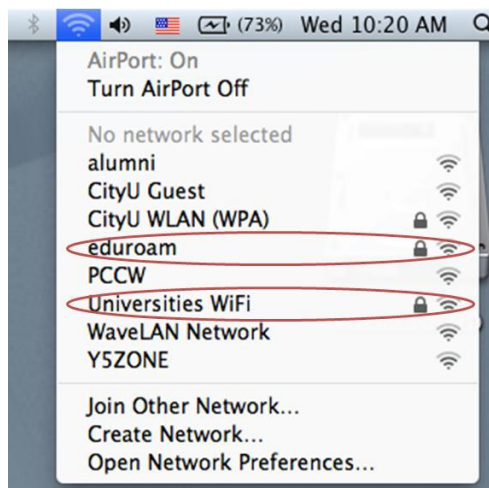 (73%) Wed 10:20 AM
AirPort: On
Turn AirPort Off
No network selected
alumni
CityU Guest
CityU WLAN (WPA)
eduroam
PCCW
Universities WiFi
WaveLAN Network
Y5ZONE
Join Other Network...
Create Network...
Open Network Preferences...